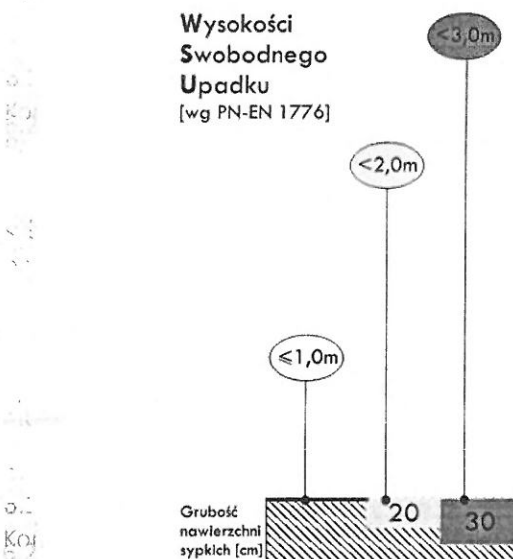 Wysokości
Swobodnego
Upadku
[wg PN-EN 1776]
<3,0m
<2,0m
≤1,0m
Grubość
nawierzchni
sypkich [cm]
20
30